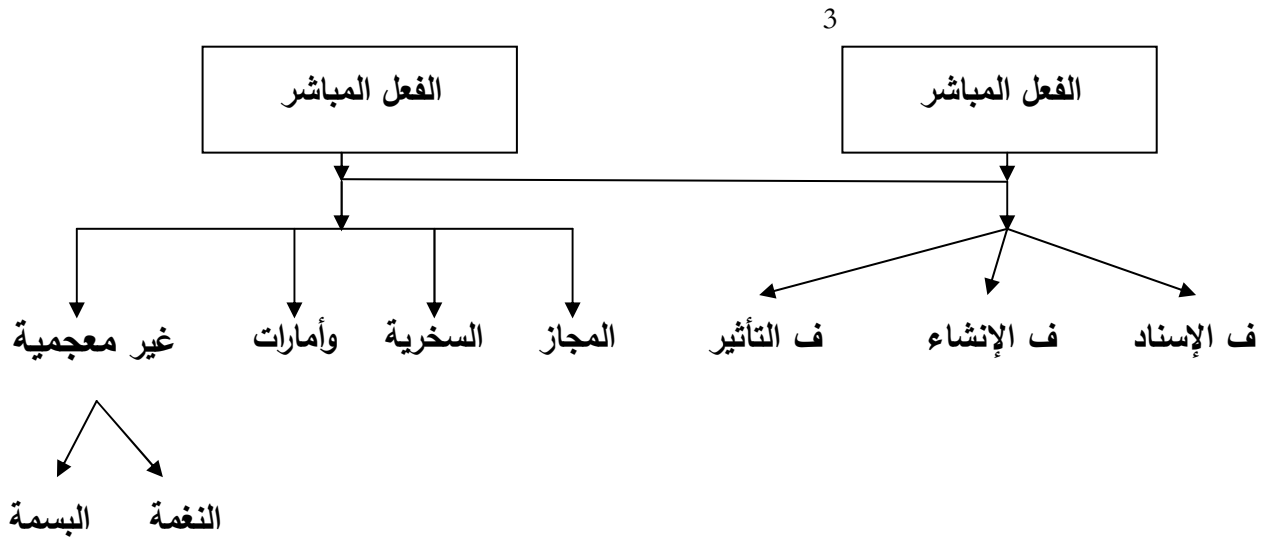 3
الفعل المباشر
الفعل المباشر
ف الإسناد
ف الإنشاء
ف التأثير
المجاز
السخرية
وأمارات
غير معجمية
النغمة
البسمة